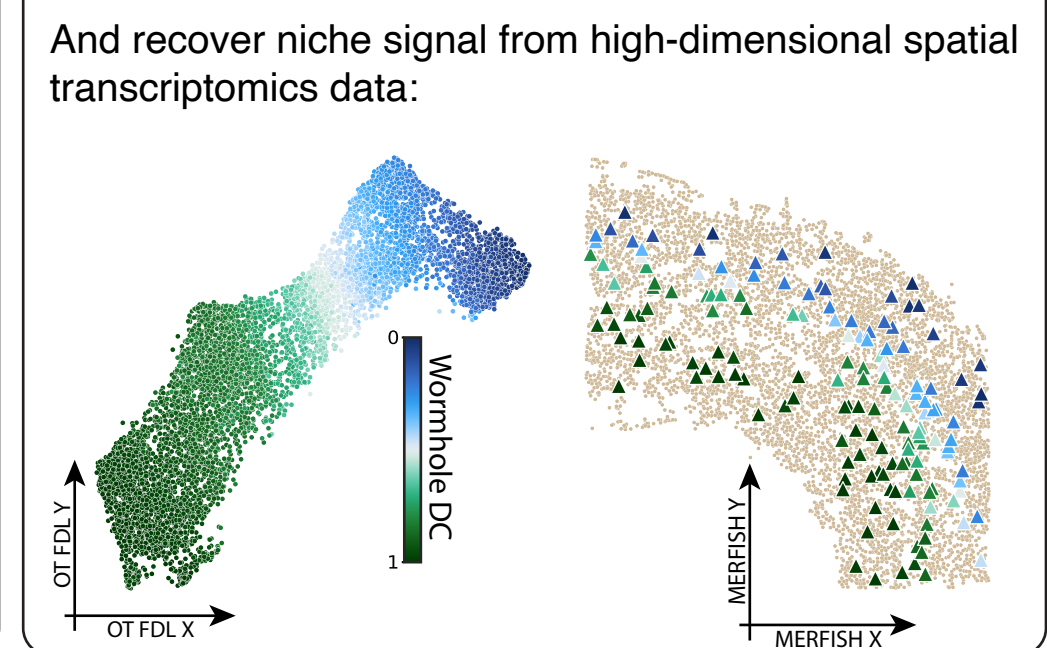 And recover niche signal from high-dimensional spatial
transcriptomics data:
0
Wormhole DC
1
OT FDL Y
OT FDL X
MERFISH Y
MERFISH X